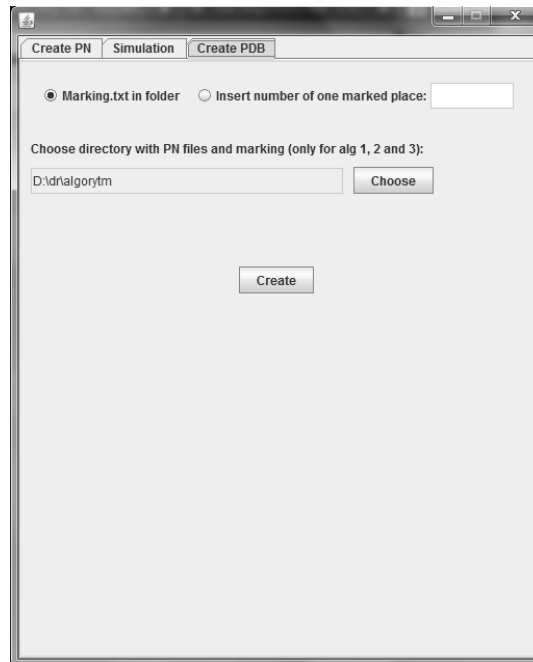 Create PN Simulation Create PDB
Marking.txt in folder Insert number of one marked place:
Choose directory with PN files and marking (only for alg 1, 2 and 3):
D:\dr\algorytm Choose
Create